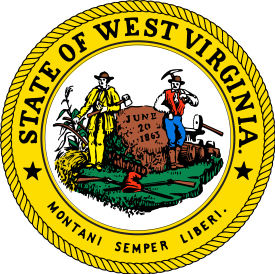 STATE OF WEST VIRGINIA.
JUNE
20
1863
MONTANI SEMPER LIBERI.